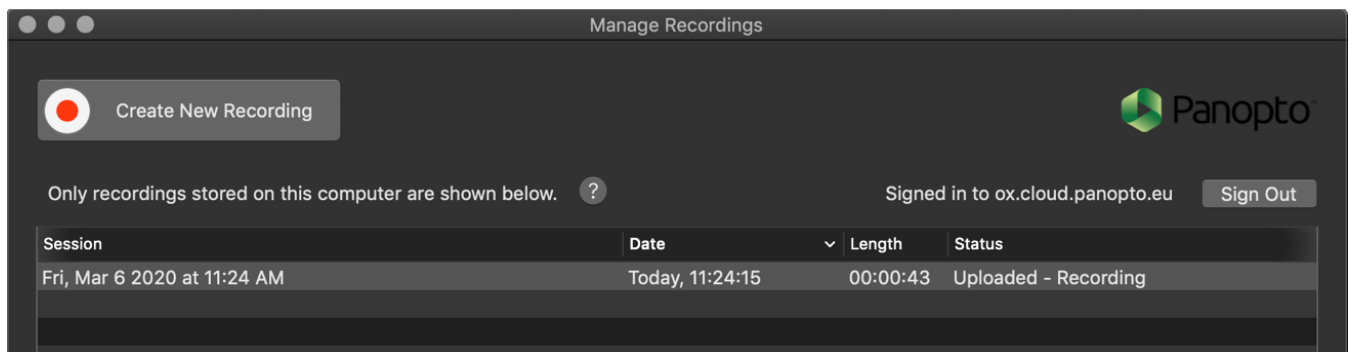 Manage Recordings
Create New Recording
Panopto™
Only recordings stored on this computer are shown below. ?
Signed in to ox.cloud.panopto.eu Sign Out
Session Date Length Status
Fri, Mar 6 2020 at 11:24 AM Today, 11:24:15 00:00:43 Uploaded - Recording